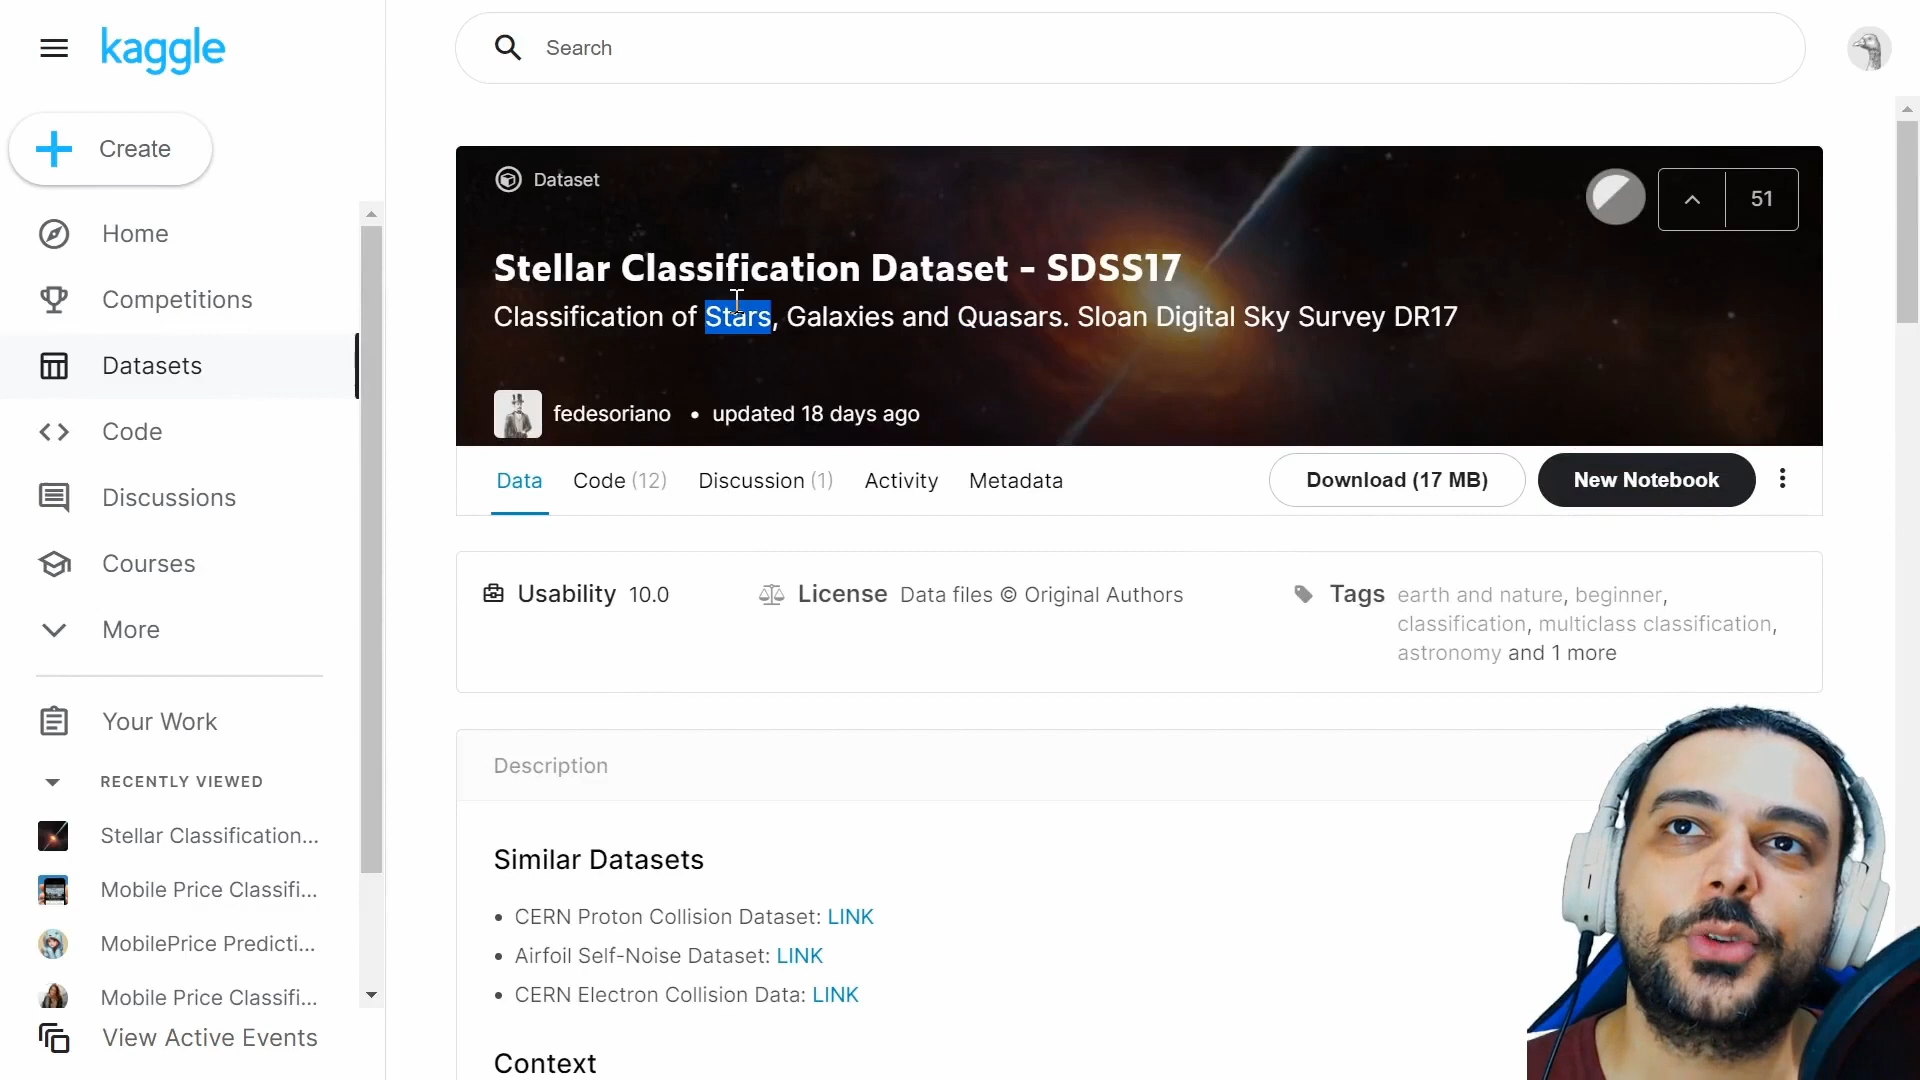 kaggle
Search
Create
Home
Datasets
Code
Discussions
Courses
More
Your Work
RECENTLY VIEWED
Stellar Classification...
Mobile Price Classifi...
MobilePrice Predicti...
Mobile Price Classifi...
View Active Events
Dataset
51
Stellar Classification Dataset - SDSS17
Classification of Stars, Galaxies and Quasars. Sloan Digital Sky Survey DR17
fedesoriano • updated 18 days ago
Data Code (12) Discussion (1) Activity Metadata Download (17 MB) New Notebook
Usability 10.0 License Data files © Original Authors Tags earth and nature, beginner,
classification, multiclass classification,
astronomy and 1 more
Description
Similar Datasets
• CERN Proton Collision Dataset: LINK
• Airfoil Self-Noise Dataset: LINK
• CERN Electron Collision Data: LINK
Context